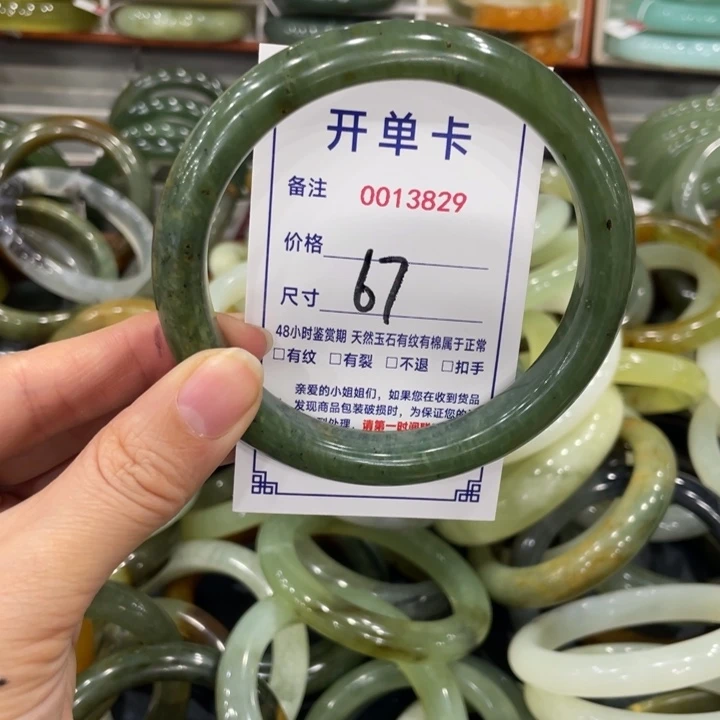 开单卡
备注 0013829
价格
尺寸 67
48小时鉴赏期 天然玉石有纹有棉属于正常
□有纹 □有裂 □不退 □扣手
亲爱的小姐姐们，如果您在收到货品
发现商品包装破损时，为保证您的
处理，请第一时间